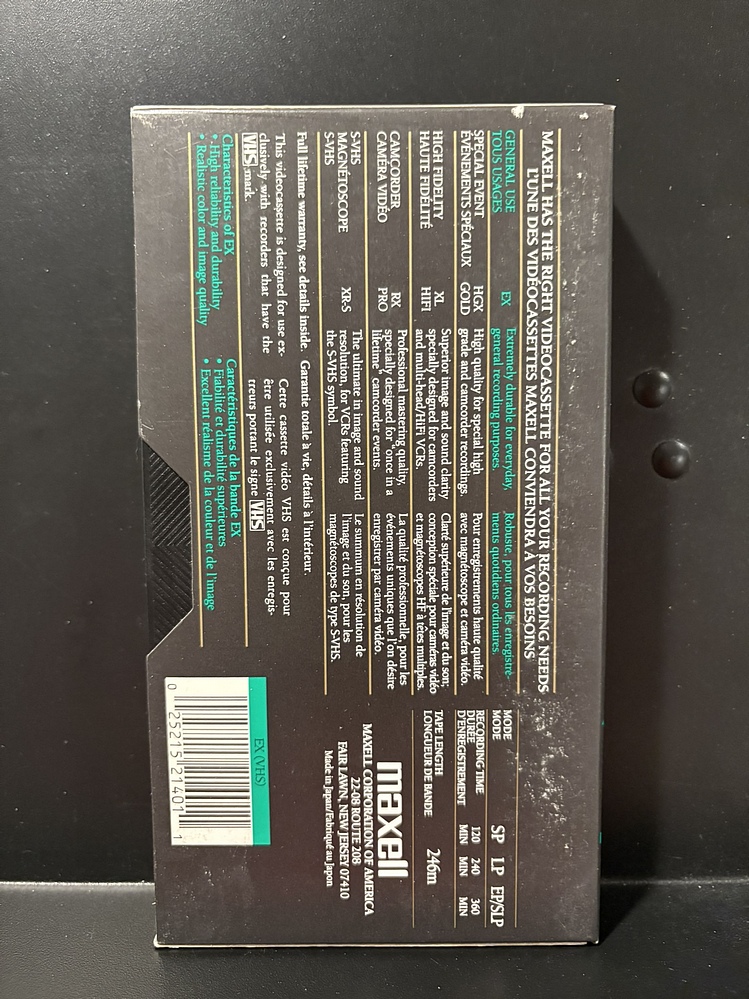 MAXELL HAS THE RIGHT VIDEOCASSETTE FOR ALL YOUR RECORDING NEEDS
L'UNE DES VIDÉOCASSETTES MAXELL CONVIENDRA À VOS BESOINS
GENERAL USE
TOUS USAGES
EX
Extremely durable for everyday,
general recording purposes.
Robuste, pour tous les enregistre-
ments quotidiens ordinaires.
SPECIAL EVENT
ÉVÉNEMENTS SPÉCIAUX
HGX
GOLD
High quality for special high
grade and camcorder recordings.
Pour enregistrements haute qualité
avec magnétoscope et caméra vidéo.
HIGH FIDELITY
HAUTE FIDÉLITÉ
XL
HIFI
Superior image and sound clarity
specially designed for camcorders
and multi-head/HiFi VCRs.
Clarté supérieure de l'image et du son;
conception spéciale pour caméras vidéo
et magnétoscopes HF à têtes multiples.
CAMCORDER
CAMÉRA VIDÉO
RX
PRO
Professional mastering quality,
specially designed for "once in a
lifetime" camcorder events.
La qualité professionnelle, pour les
événements uniques que l'on désire
enregistrer par caméra vidéo.
S-VHS
MAGNÉTOSCOPE
S-VHS
XR-S
The ultimate in image and sound
resolution, for VCRs featuring
the S-VHS symbol.
Le summum en résolution de
l'image et du son, pour les
magnétoscopes de type S-VHS.
Full lifetime warranty, see details inside. Garantie totale à vie, détails à l'intérieur.
This videocassette is designed for use ex-
clusively with recorders that have the
VHS mark.
Cette cassette vidéo VHS est conçue pour
être utilisée exclusivement avec les enregis-
treurs portant le signe VHS
Characteristics of EX
• High reliability and durability
• Realistic color and image quality
Caractéristiques de la bande EX
• Fiabilité et durabilité supérieures
• Excellent réalisme de la couleur et de l'image
MODE
MODE
SP LP EP/SLP
RECORDING TIME
DURÉE
D'ENREGISTREMENT
120 240 360
MIN MIN MIN
TAPE LENGTH
LONGUEUR DE BANDE
246m
maxell
MAXELL CORPORATION OF AMERICA
22-08 ROUTE 208
FAIR LAWN, NEW JERSEY 07410
Made in Japan/Fabriqué au Japon
EX (VHS)
0 25215 21401 1